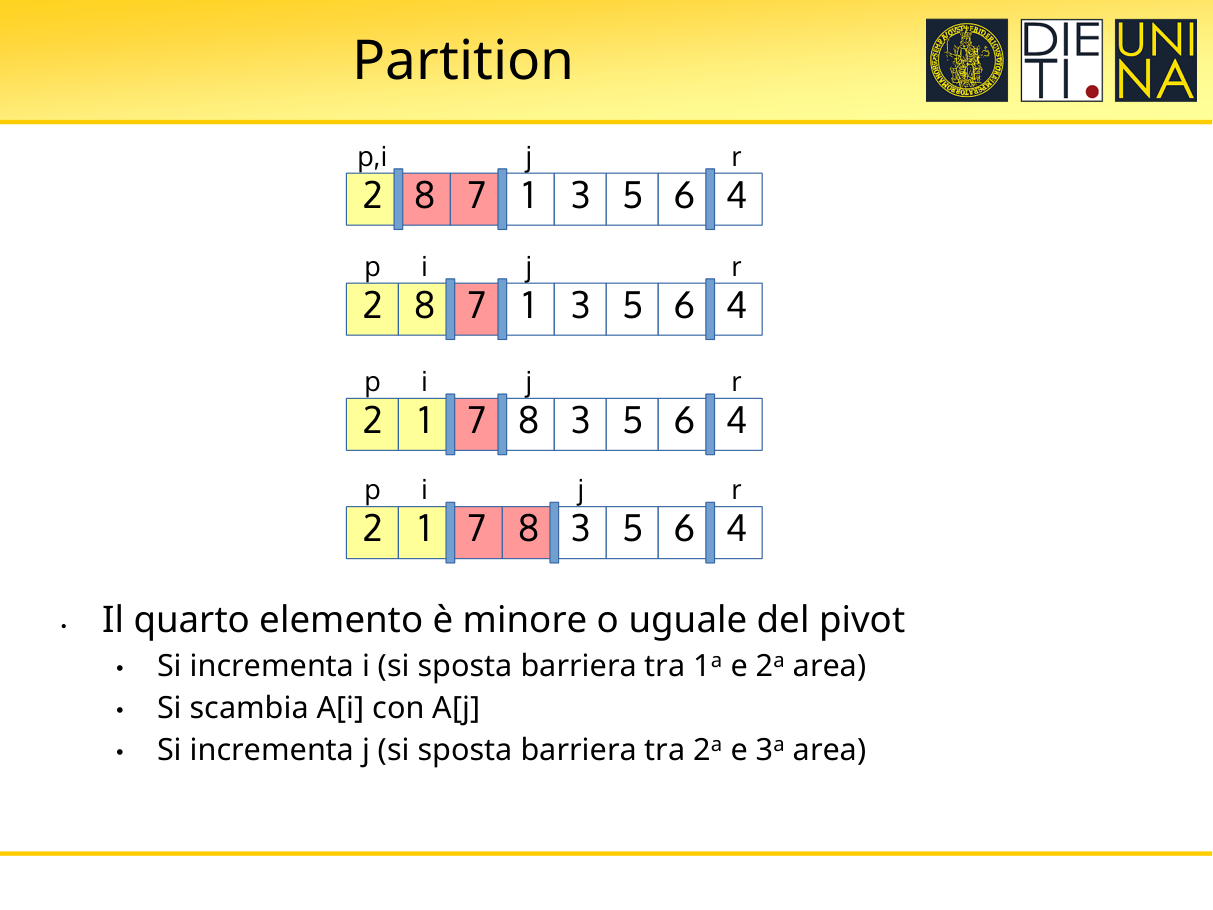 Partition
DIE
TI.
UNI
NA
p,i j r
2 8 7 1 3 5 6 4
p i j r
2 8 7 1 3 5 6 4
p i j r
2 1 7 8 3 5 6 4
p i j r
2 1 7 8 3 5 6 4
• Il quarto elemento è minore o uguale del pivot
• Si incrementa i (si sposta barriera tra 1ª e 2ª area)
• Si scambia A[i] con A[j]
• Si incrementa j (si sposta barriera tra 2ª e 3ª area)